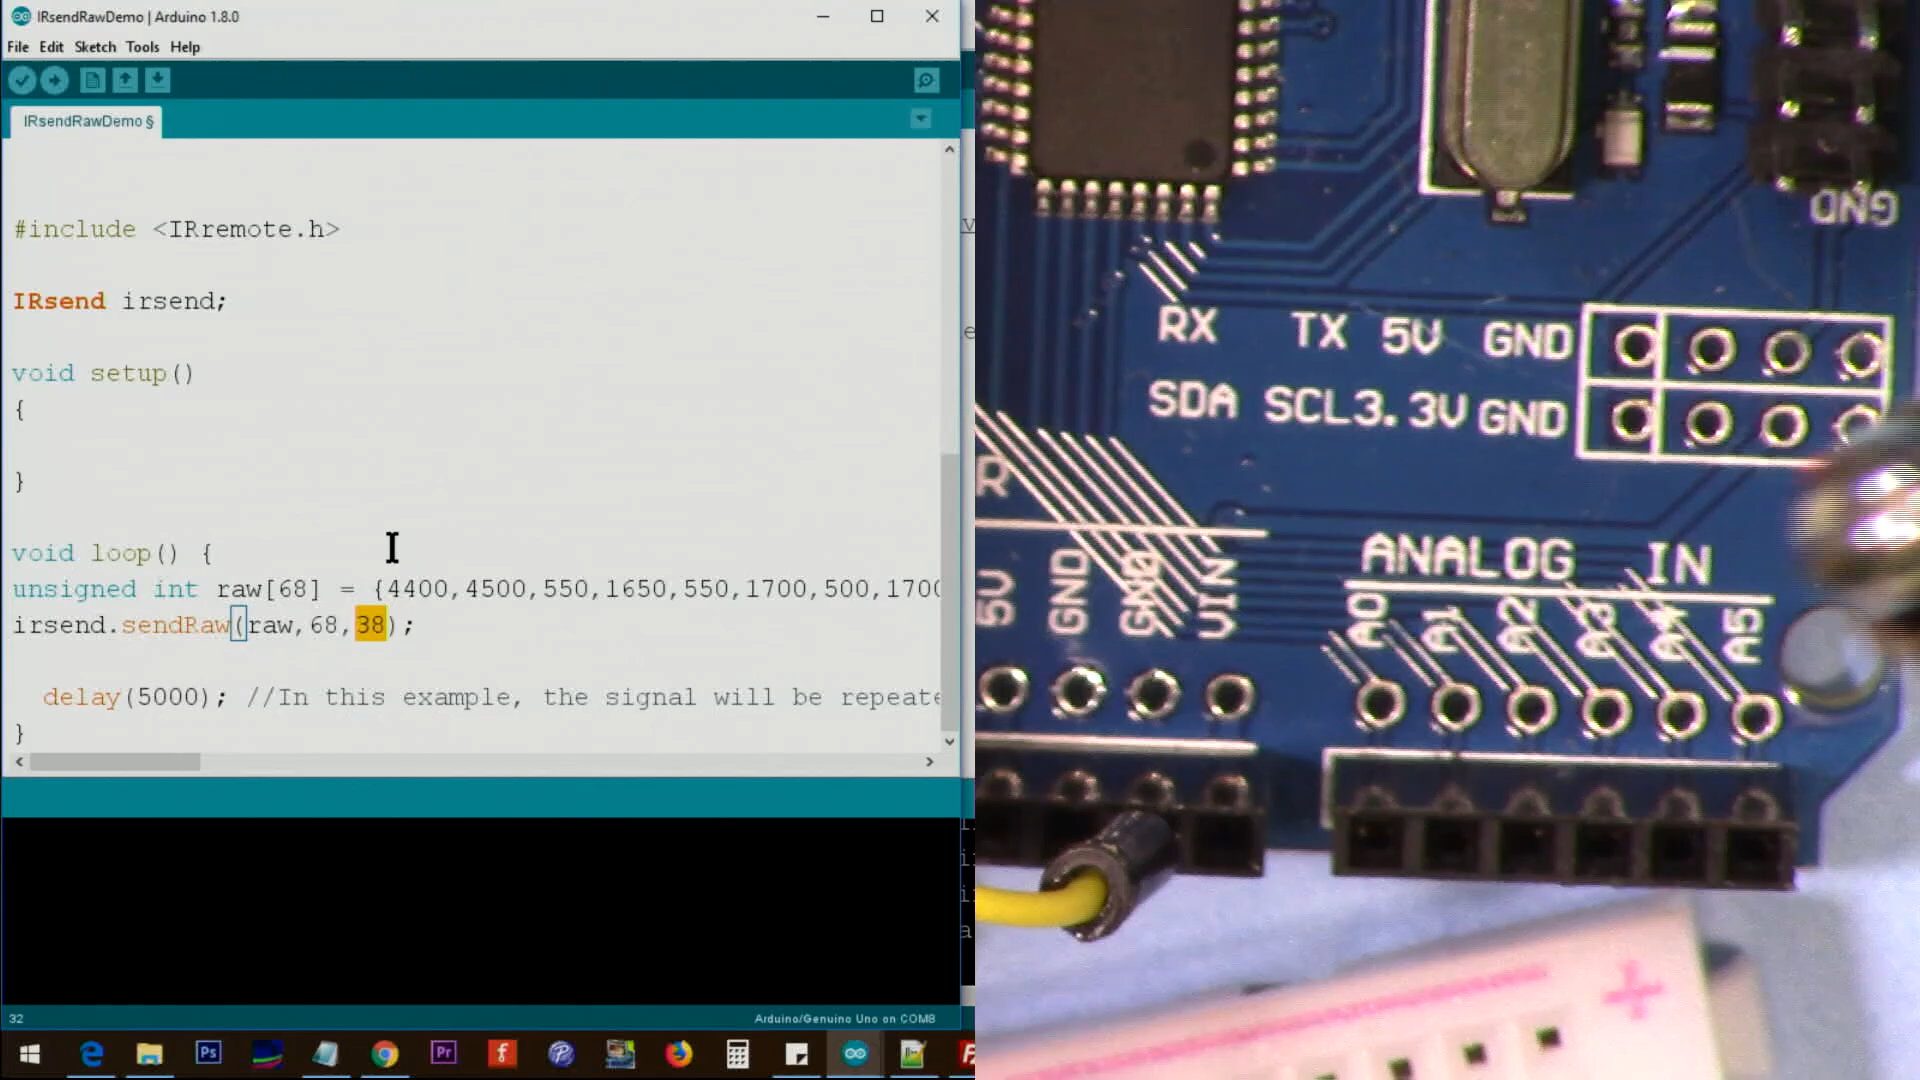 IRsendRawDemo | Arduino 1.8.0
File Edit Sketch Tools Help
IRsendRawDemo §
#include <IRremote.h>
IRsend irsend;
void setup()
{
}
void loop() {
unsigned int raw[68] = {4400,4500,550,1650,550,1700,500,1700
irsend.sendRaw(raw,68,38);
delay(5000); //In this example, the signal will be repeate
}
32
Arduino/Genuino Uno on COM8
Ps
Pr
f
GND
RX TX 5V GND
SDA SCL3.3V GND
R
5V GND GND VIN
ANALOG IN
A0 A1 A2 A3 A4 A5
+